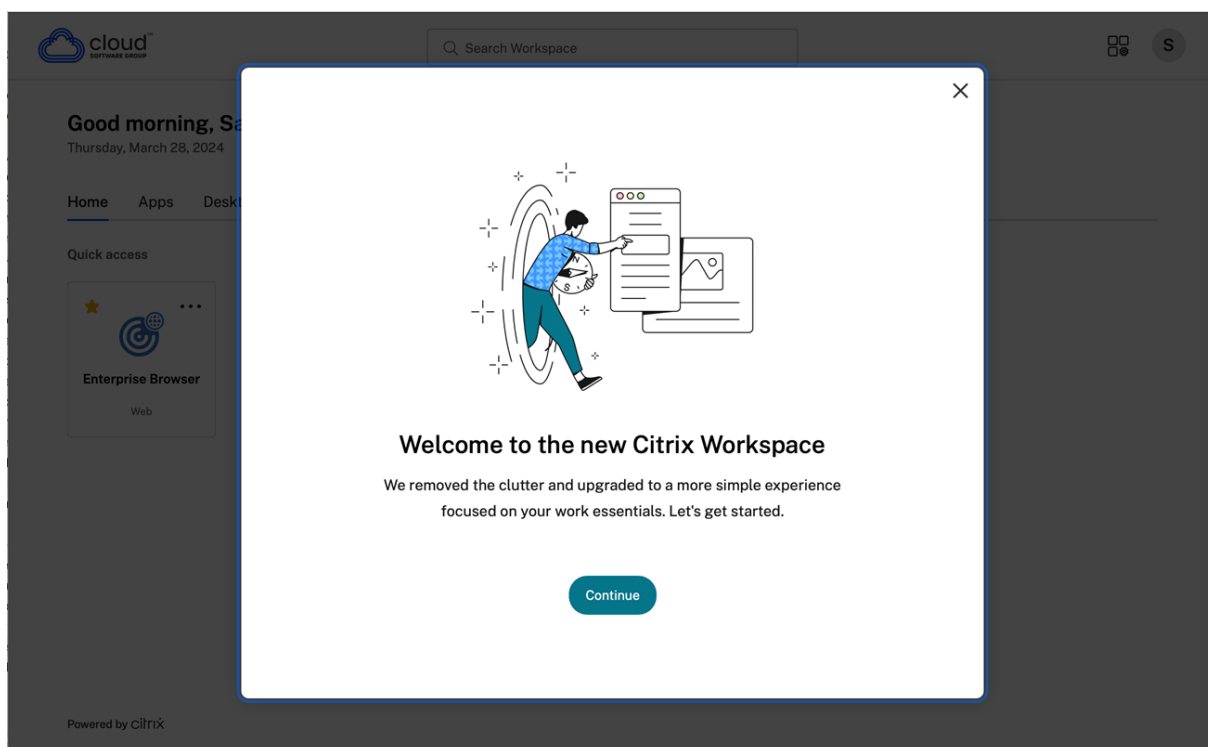 cloud™
SOFTWARE GROUP
Search Workspace
S
Good morning, Sa
Thursday, March 28, 2024
Home Apps Deskt
Quick access
Enterprise Browser
Web
N
S
Welcome to the new Citrix Workspace
We removed the clutter and upgraded to a more simple experience
focused on your work essentials. Let's get started.
Continue
Powered by citrix